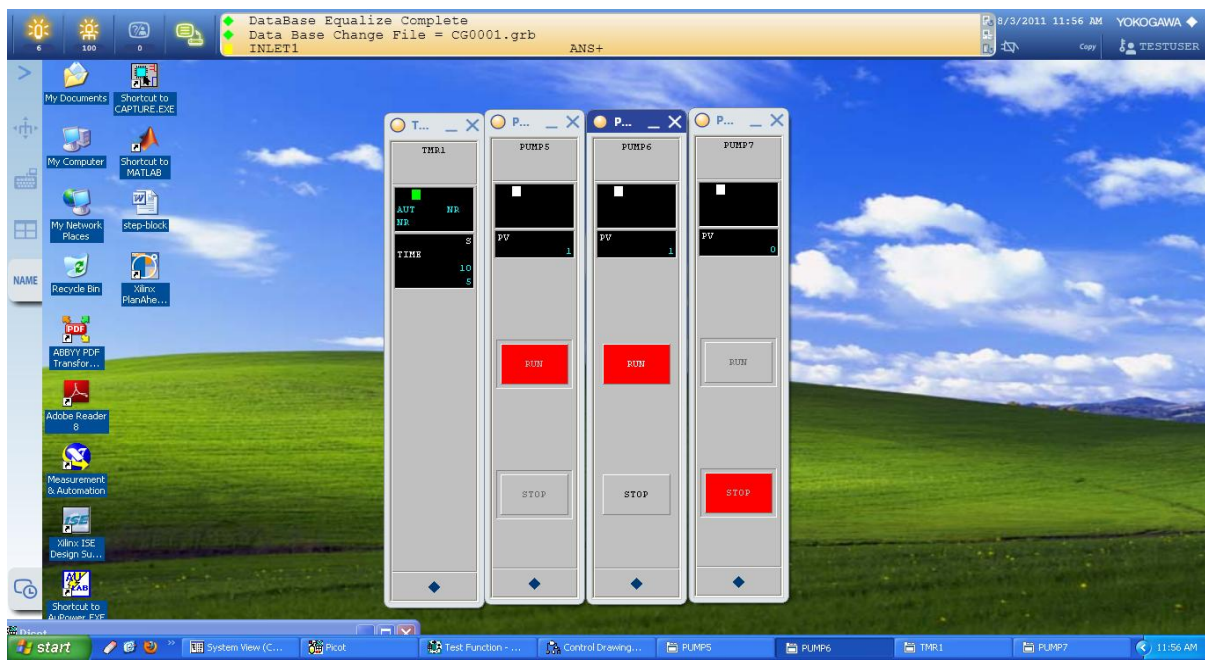 DataBase Equalize Complete
Data Base Change File = CG0001.grb
INLET1 ANS+
6
100
0
8/3/2011 11:56 AM
YOKOGAWA
Copy
TESTUSER
NAME
My Documents
Shortcut to
CAPTURE.EXE
My Computer
Shortcut to
MATLAB
My Network
Places
step-block
Recycle Bin
Xilinx
PlanAhe...
ABBYY PDF
Transfor...
Adobe Reader
8
Measurement
& Automation
Xilinx ISE
Design Su...
Shortcut to
AuPower.EXE
T...
TMR1
AUT NR
NR
S
TIME
10
5
P...
PUMP5
PV
1
RUN
STOP
P...
PUMP6
PV
1
RUN
STOP
P...
PUMP7
PV
0
RUN
STOP
Picot
start
System View (C...
Picot
Test Function - ...
Control Drawing...
PUMP5
PUMP6
TMR1
PUMP7
11:56 AM